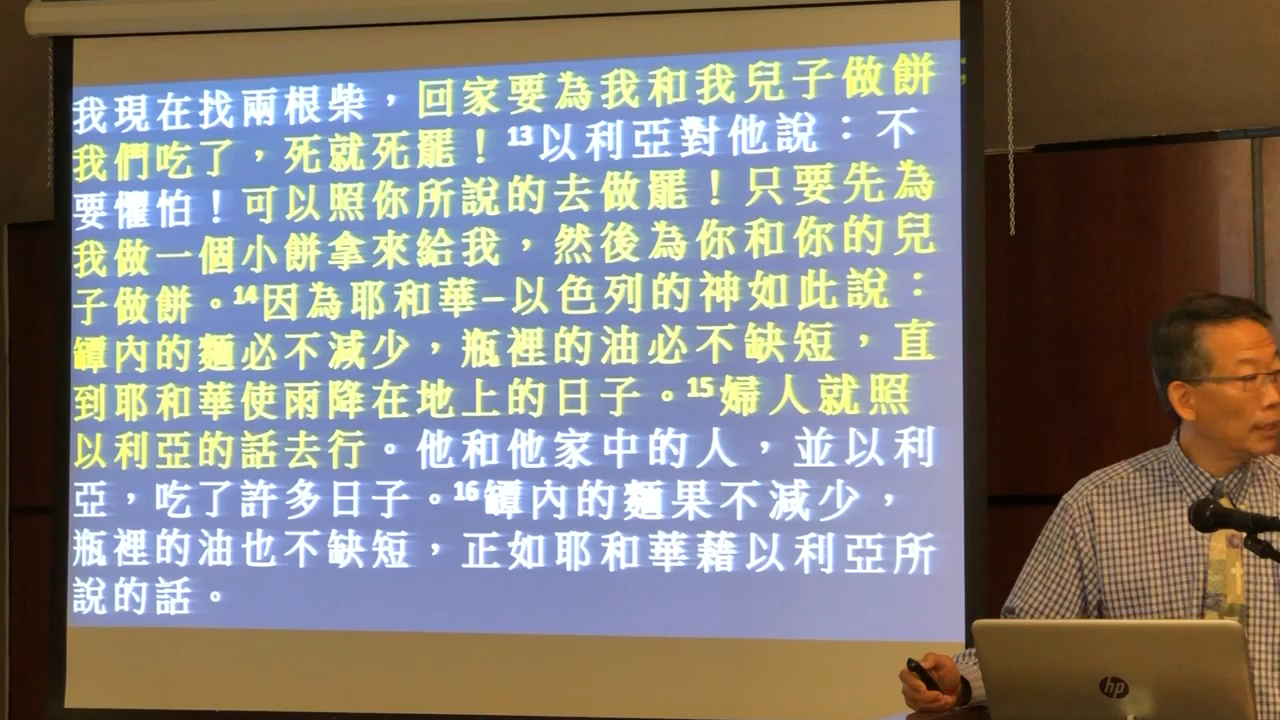 我現在找兩根柴，回家要為我和我兒子做餅
我們吃了，死就死罷！13以利亞對他說：不
要懼怕！可以照你所說的去做罷！只要先為
我做一個小餅拿來給我，然後為你和你的兒
子做餅。14因為耶和華–以色列的神如此說：
罈內的麵必不減少，瓶裡的油必不缺短，直
到耶和華使雨降在地上的日子。15婦人就照
以利亞的話去行。他和他家中的人，並以利
亞，吃了許多日子。16罈內的麵果不減少，
瓶裡的油也不缺短，正如耶和華藉以利亞所
說的話。
hp